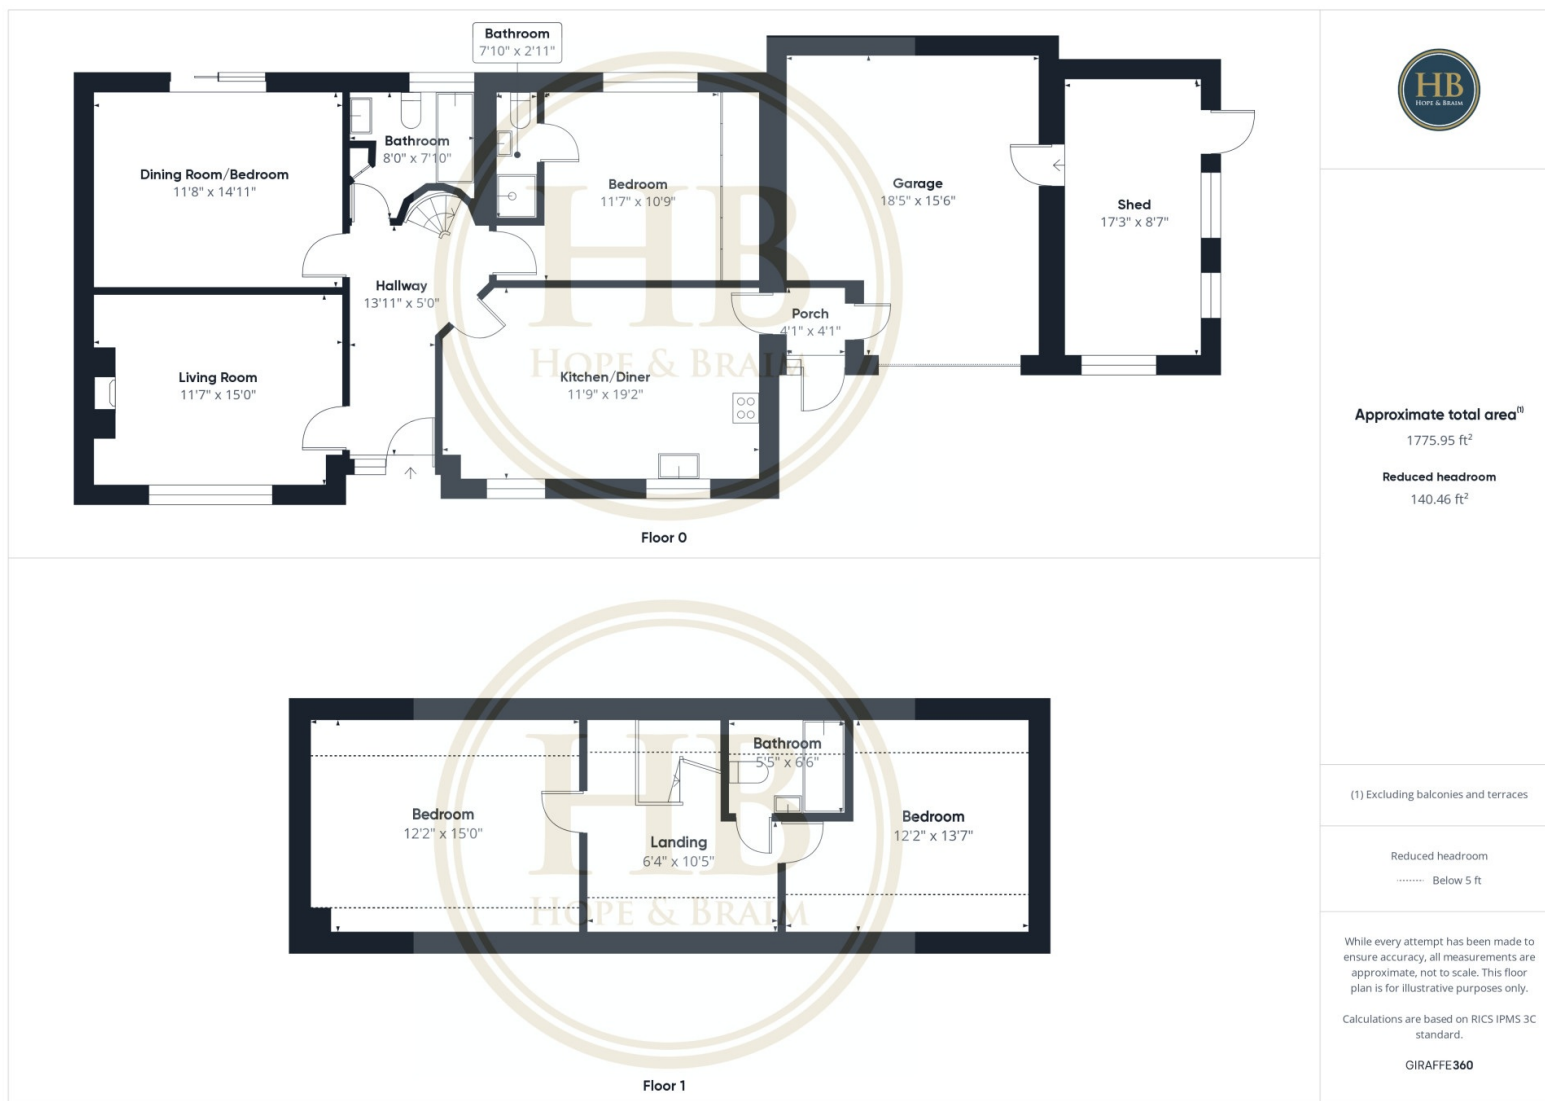 Bathroom
7'10" x 2'11"
Bathroom
8'0" x 7'10"
Dining Room/Bedroom
11'8" x 14'11"
Bedroom
11'7" x 10'9"
Garage
18'5" x 15'6"
Shed
17'3" x 8'7"
Hallway
13'11" x 5'0"
Porch
4'1" x 4'1"
Living Room
11'7" x 15'0"
Kitchen/Diner
11'9" x 19'2"
HB
HOPE & BRAIM
Floor 0
Bedroom
12'2" x 15'0"
Landing
6'4" x 10'5"
Bathroom
5'5" x 6'6"
Bedroom
12'2" x 13'7"
HB
HOPE & BRAIM
Floor 1
HB
HOPE & BRAIM
Approximate total area(1)
1775.95 ft²
Reduced headroom
140.46 ft²
(1) Excluding balconies and terraces
Reduced headroom
Below 5 ft
While every attempt has been made to
ensure accuracy, all measurements are
approximate, not to scale. This floor
plan is for illustrative purposes only.
Calculations are based on RICS IPMS 3C
standard.
GIRAFFE360